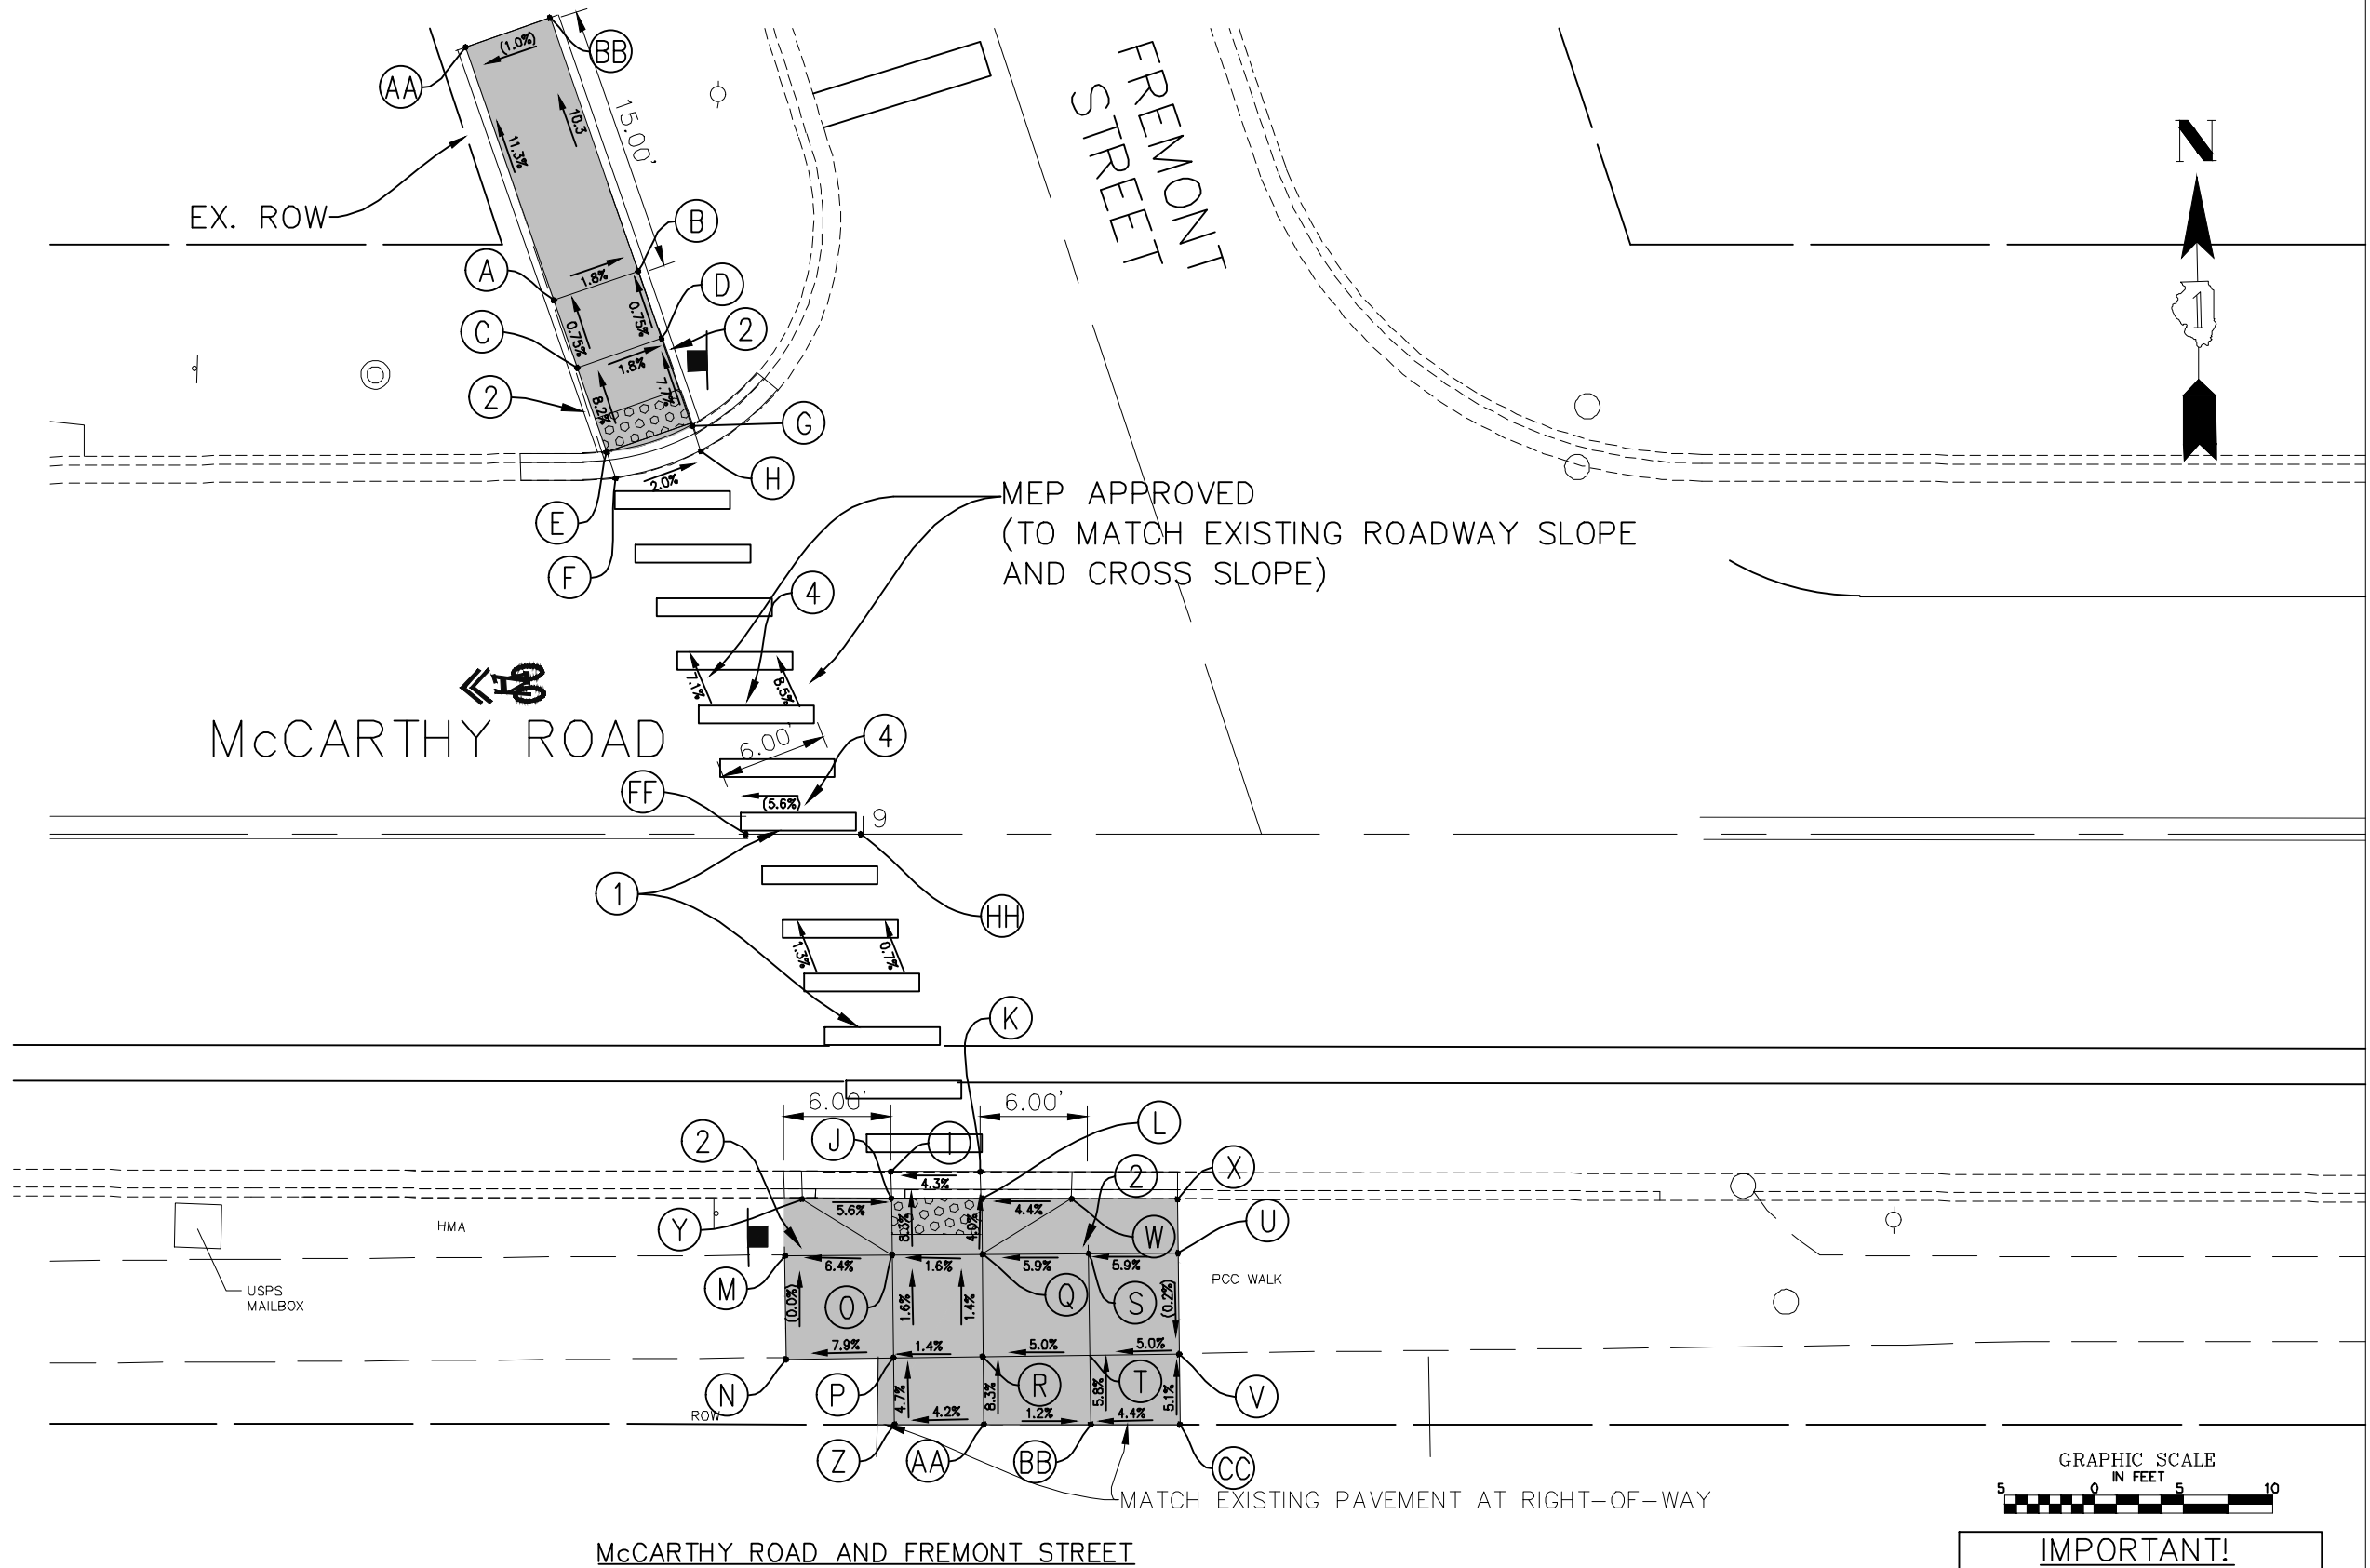 BB
(1.0%)
AA
15.00'
10.3
11.3%
FREMONT
STREET
N
EX. ROW
B
A
1.8%
D
0.75%
0.75%
C
2
1
1.8%
2
7.7%
8.2%
G
H
2.0%
E
F
MEP APPROVED
(TO MATCH EXISTING ROADWAY SLOPE
AND CROSS SLOPE)
4
7.1%
8.5%
McCARTHY ROAD
6.00'
4
FF
(5.6%)
9
1
HH
1.3%
0.7%
K
6.00'
6.00'
2
J
I
L
2
X
4.3%
5.6%
4.4%
Y
8.3%
4.0%
W
U
HMA
M
6.4%
1.6%
5.9%
5.9%
PCC WALK
USPS
MAILBOX
(0.0%)
O
1.6%
1.4%
Q
S
(0.2%)
7.9%
1.4%
5.0%
5.0%
N
P
R
T
V
4.7%
8.3%
5.8%
5.1%
ROW
4.2%
1.2%
4.4%
Z
AA
BB
CC
MATCH EXISTING PAVEMENT AT RIGHT-OF-WAY
GRAPHIC SCALE
IN FEET
5 0 5 10
McCARTHY ROAD AND FREMONT STREET
IMPORTANT!